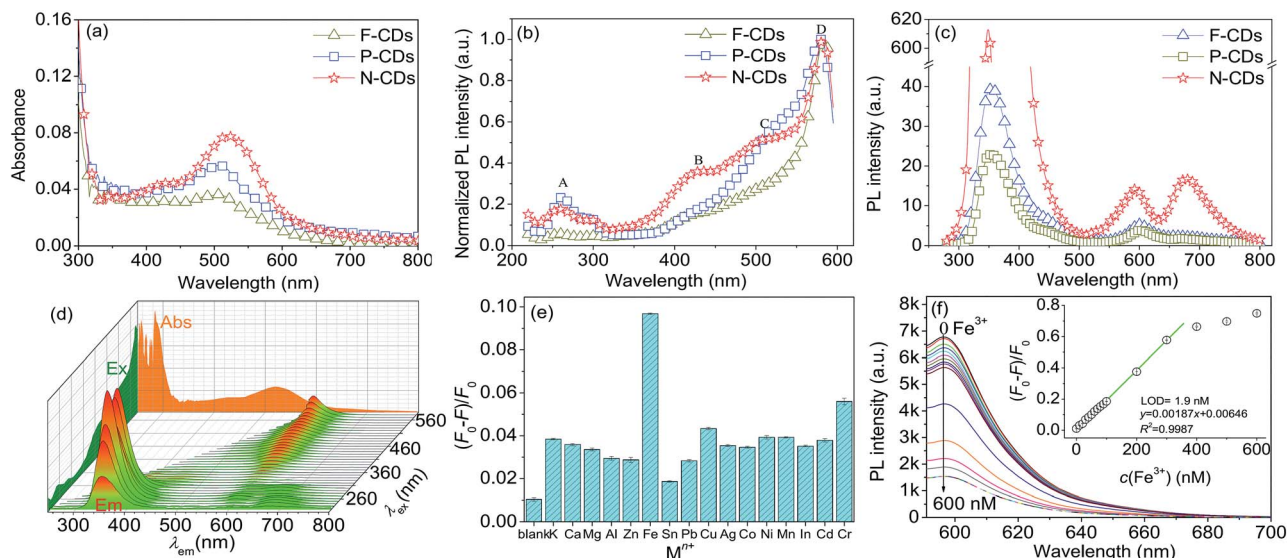 (a)
F-CDs
P-CDs
N-CDs
0.16
0.12
0.08
0.04
0.00
Absorbance
300 400 500 600 700 800
Wavelength (nm)
(b)
F-CDs
P-CDs
N-CDs
A
B
C
D
1.0
0.8
0.6
0.4
0.2
0.0
Normalized PL intensity (a.u.)
200 300 400 500 600
Wavelength (nm)
(c)
F-CDs
P-CDs
N-CDs
620
600
40
30
20
10
0
PL intensity (a.u.)
300 400 500 600 700 800
Wavelength (nm)
(d)
Abs
Ex
Em
560
460
360
260
λex (nm)
300 400 500 600 700 800
λem(nm)
(e)
0.10
0.08
0.06
0.04
0.02
0.00
(F0-F)/F0
blank K Ca Mg Al Zn Fe Sn Pb Cu Ag Co Ni Mn In Cd Cr
M^n+
(f)
0 Fe3+
600 nM
8k
7k
6k
5k
4k
3k
2k
1k
0
PL intensity (a.u.)
600 620 640 660 680 700
Wavelength (nm)
0.8
0.6
0.4
0.2
0.0
(F0-F)/F0
LOD= 1.9 nM
y=0.00187x+0.00646
R2=0.9987
0 100 200 300 400 500 600
c(Fe3+) (nM)